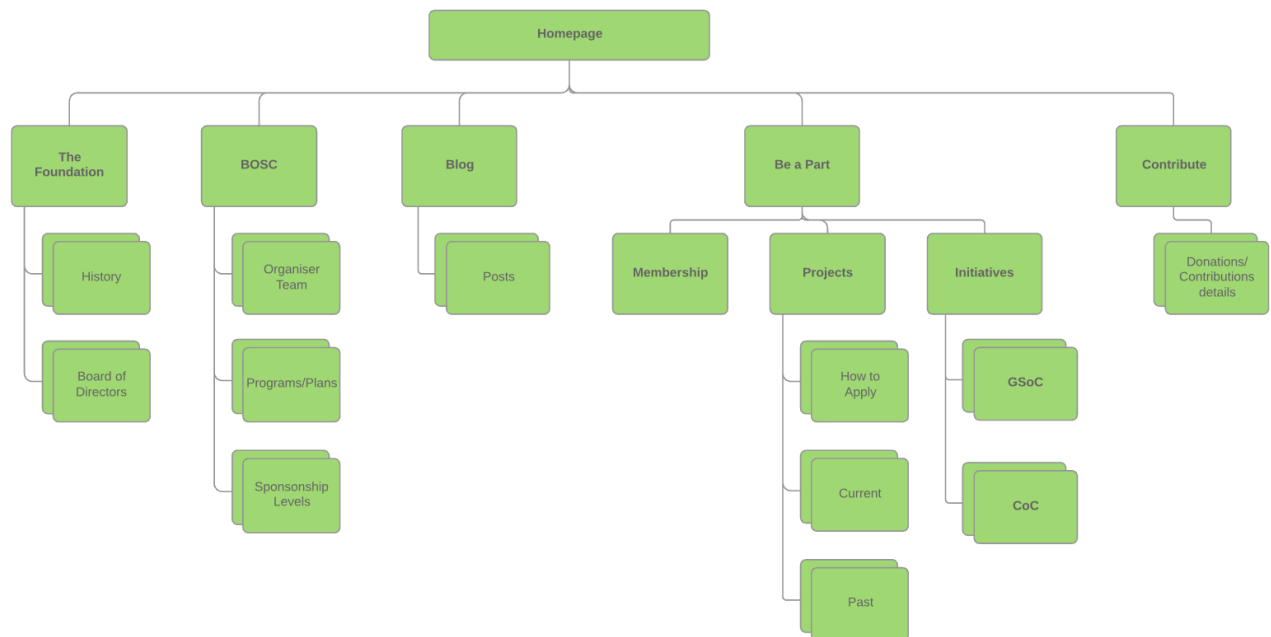 Homepage
The
Foundation
BOSC
Blog
Be a Part
Contribute
History
Organiser
Team
Posts
Membership
Projects
Initiatives
Donations/
Contributions
details
Board of
Directors
Programs/Plans
How to
Apply
GSoC
Sponsonship
Levels
Current
CoC
Past